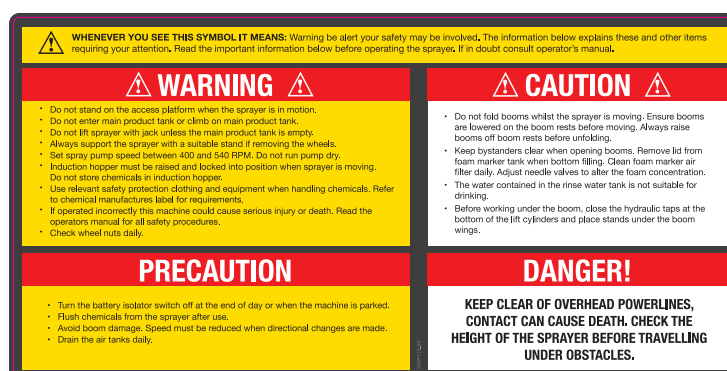 WHENEVER YOU SEE THIS SYMBOL IT MEANS: Warning be alert your safety may be involved. The information below explains these and other items
requiring your attention. Read the important information below before operating the sprayer. If in doubt consult operator's manual.
WARNING
• Do not stand on the access platform when the sprayer is in motion.
• Do not enter main product tank or climb on main product tank.
• Do not lift sprayer with jack unless the main product tank is empty.
• Always support the sprayer with a suitable stand if removing the wheels.
• Set spray pump speed between 400 and 540 RPM. Do not run pump dry.
• Induction hopper must be raised and locked into position when sprayer is moving.
Do not store chemicals in induction hopper.
• Use relevant safety protection clothing and equipment when handling chemicals. Refer
to chemical manufactures label for requirements.
• If operated incorrectly this machine could cause serious injury or death. Read the
operators manual for all safety procedures.
• Check wheel nuts daily.
CAUTION
• Do not fold booms whilst the sprayer is moving. Ensure booms
are lowered on the boom rests before moving. Always raise
booms off boom rests before unfolding.
• Keep bystanders clear when opening booms. Remove lid from
foam marker tank when bottom filling. Clean foam marker air
filter daily. Adjust needle valves to alter the foam concentration.
• The water contained in the rinse water tank is not suitable for
drinking.
• Before working under the boom, close the hydraulic taps at the
bottom of the lift cylinders and place stands under the boom
wings.
PRECAUTION
• Turn the battery isolator switch off at the end of day or when the machine is parked.
• Flush chemicals from the sprayer after use.
• Avoid boom damage. Speed must be reduced when directional changes are made.
• Drain the air tanks daily.
DANGER!
KEEP CLEAR OF OVERHEAD POWERLINES,
CONTACT CAN CAUSE DEATH. CHECK THE
HEIGHT OF THE SPRAYER BEFORE TRAVELLING
UNDER OBSTACLES.